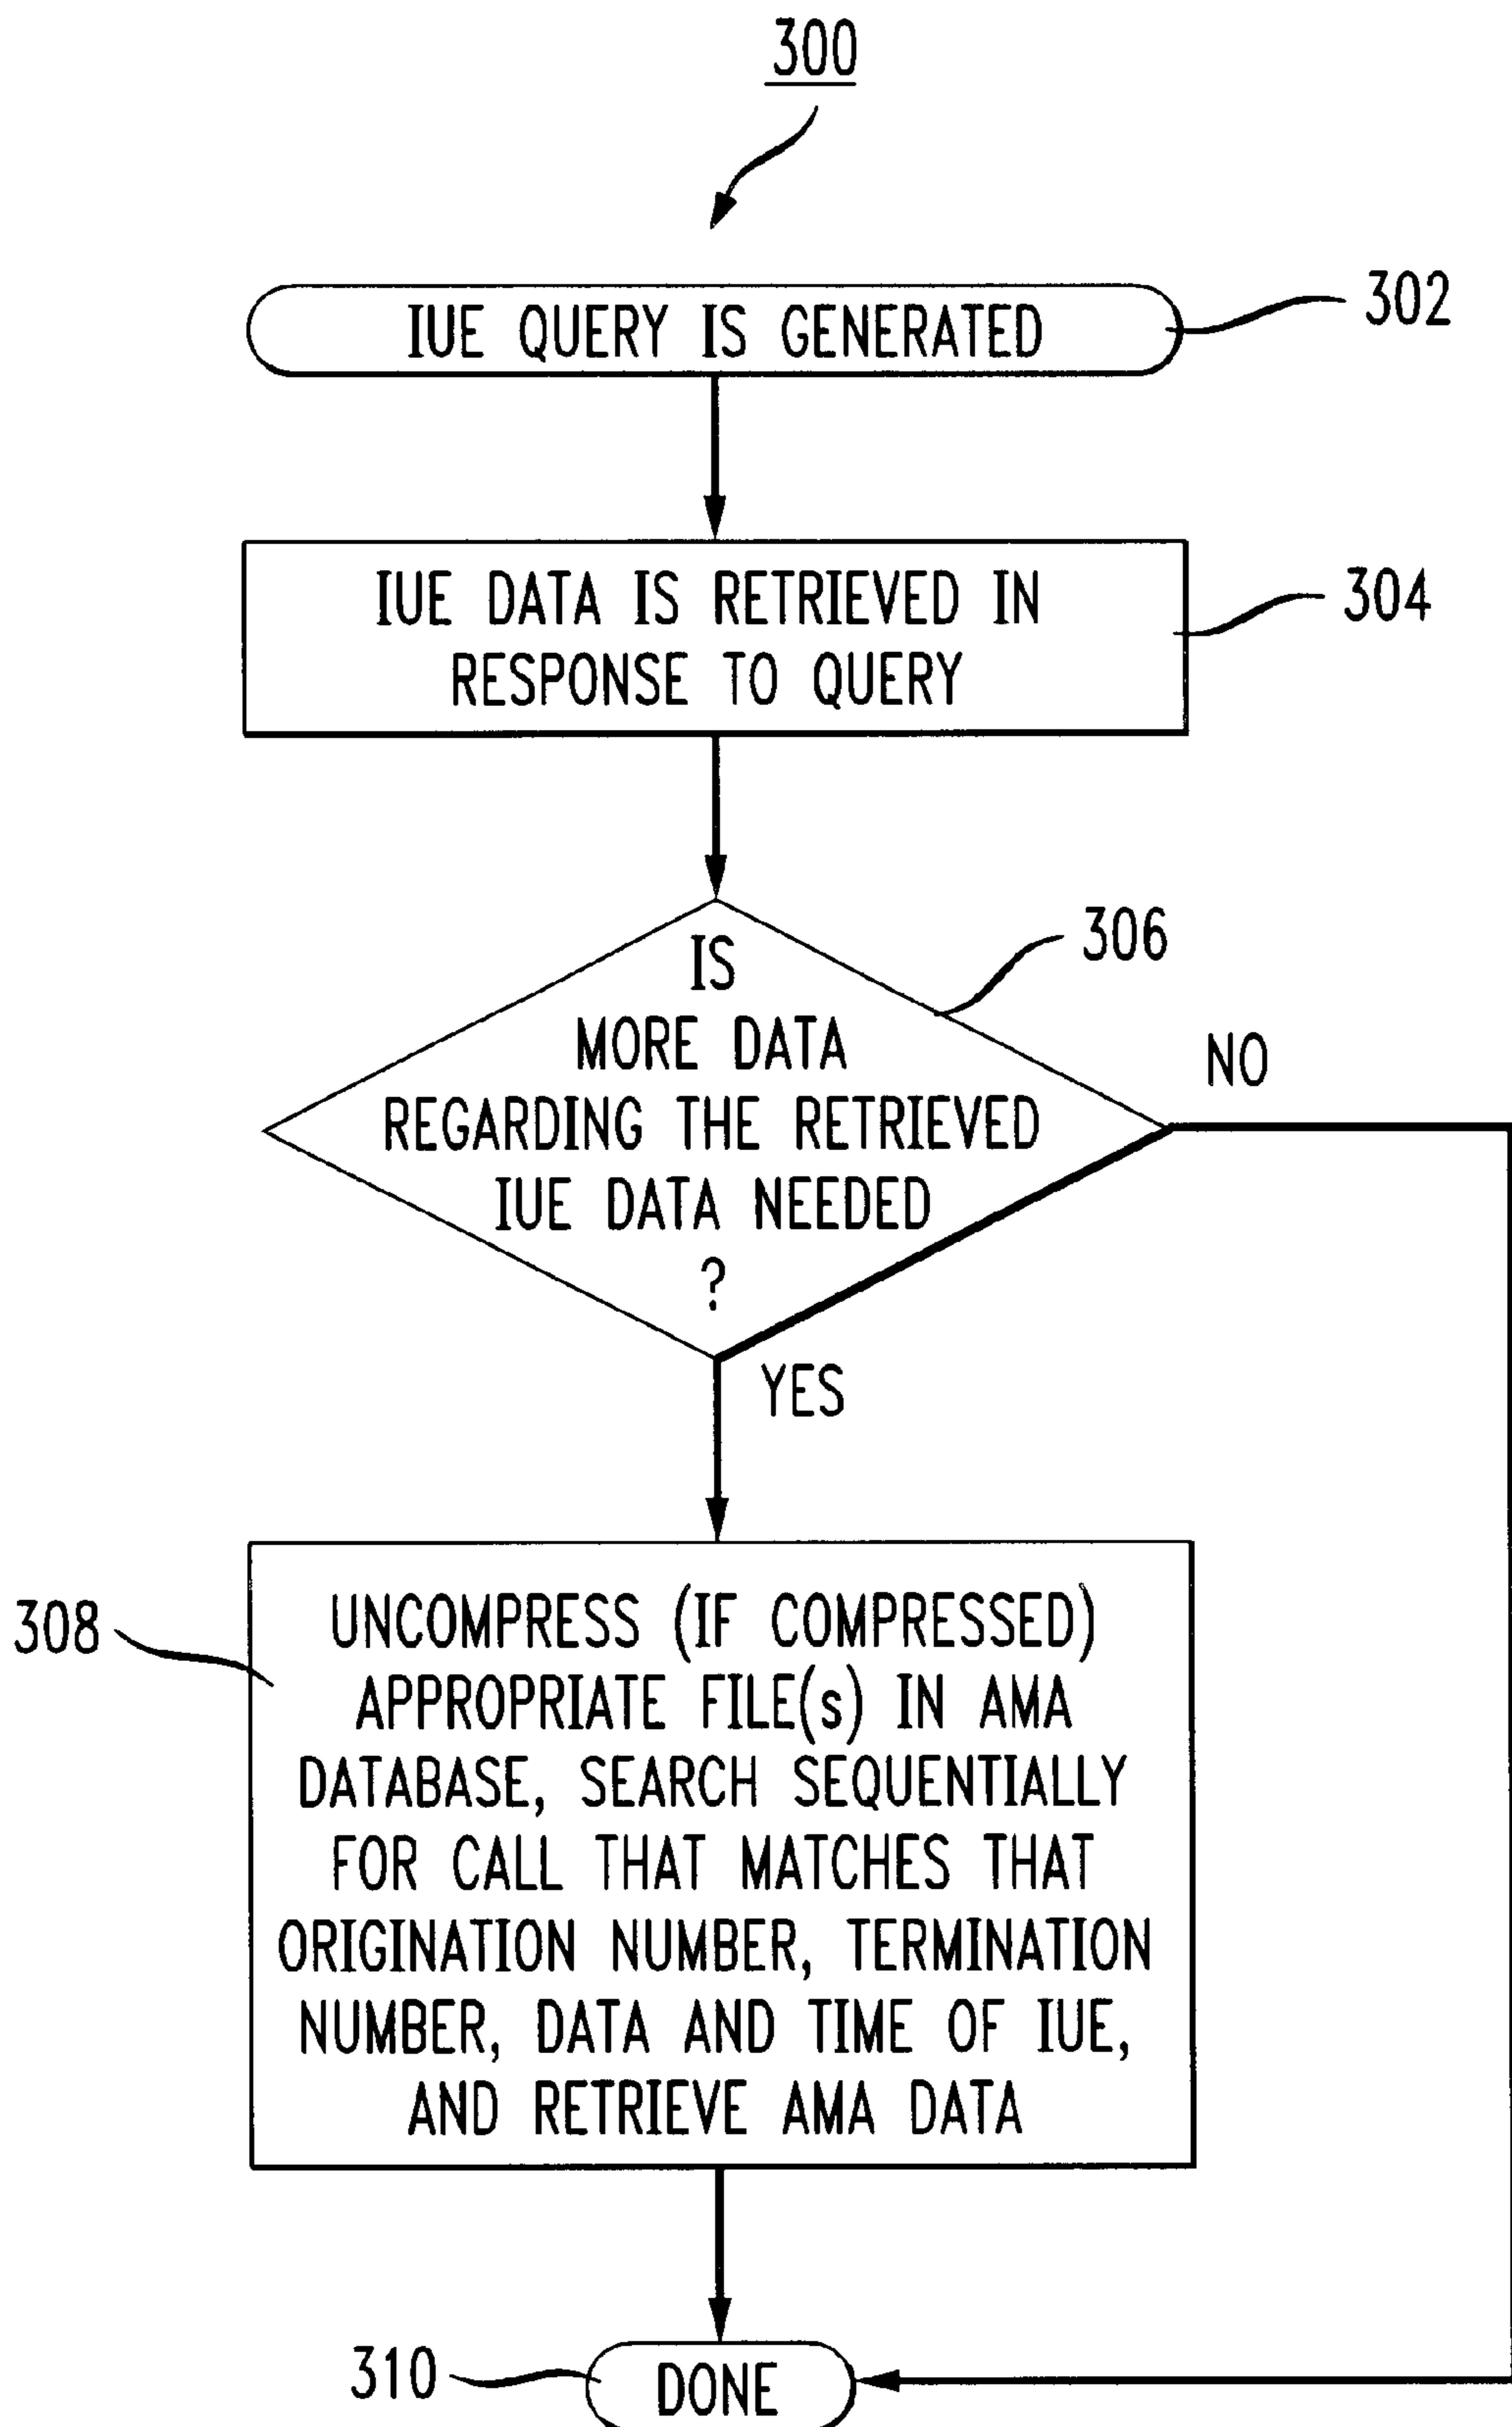 300
IUE QUERY IS GENERATED
302
IUE DATA IS RETRIEVED IN
RESPONSE TO QUERY
304
IS
MORE DATA
REGARDING THE RETRIEVED
IUE DATA NEEDED
?
306
NO
YES
308
UNCOMPRESS (IF COMPRESSED)
APPROPRIATE FILE(s) IN AMA
DATABASE, SEARCH SEQUENTIALLY
FOR CALL THAT MATCHES THAT
ORIGINATION NUMBER, TERMINATION
NUMBER, DATA AND TIME OF IUE,
AND RETRIEVE AMA DATA
310
DONE